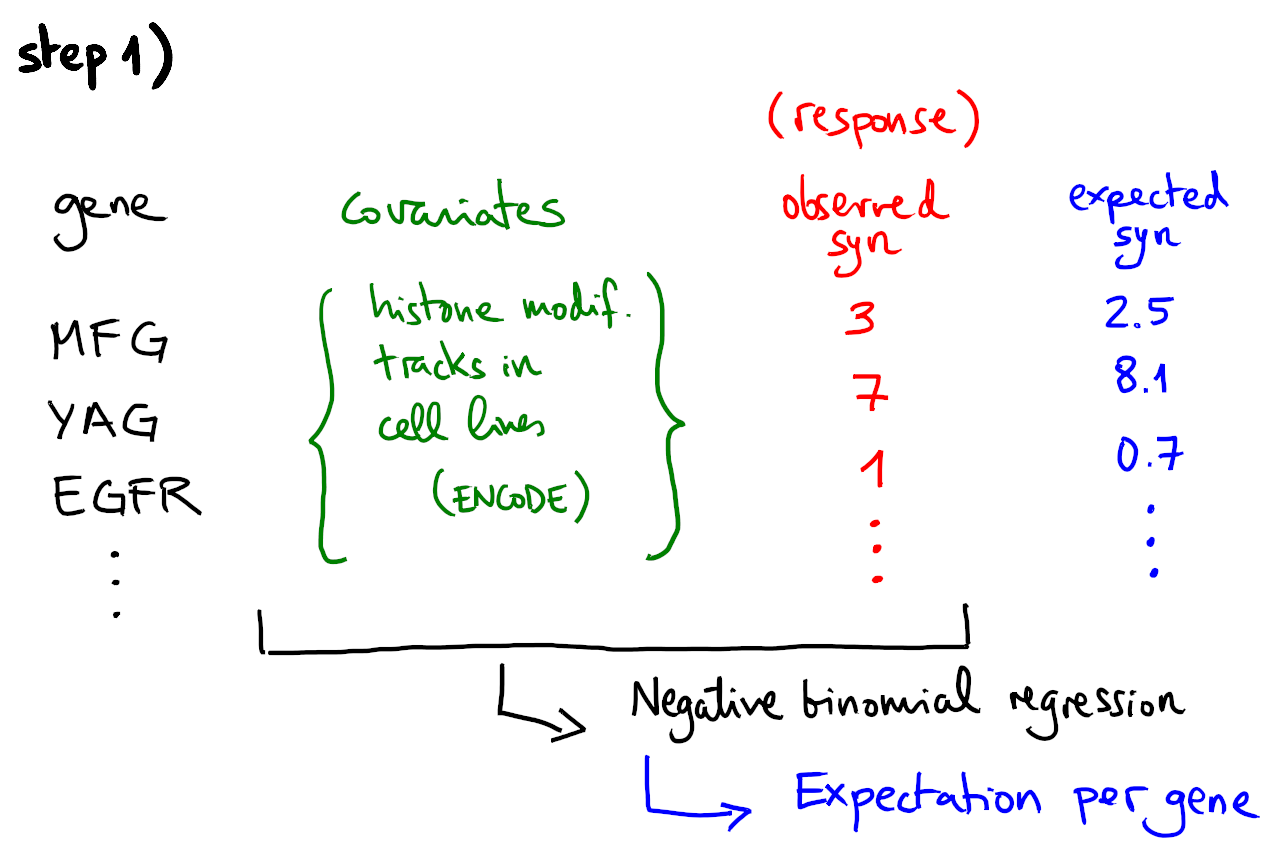 step 1)
(response)
gene covariates observed syn expected syn
{ histone modif. }
tracks in
cell lines
(ENCODE)
MFG 3 2.5
YAG 7 8.1
EGFR 1 0.7
Negative binomial regression
Expectation per gene